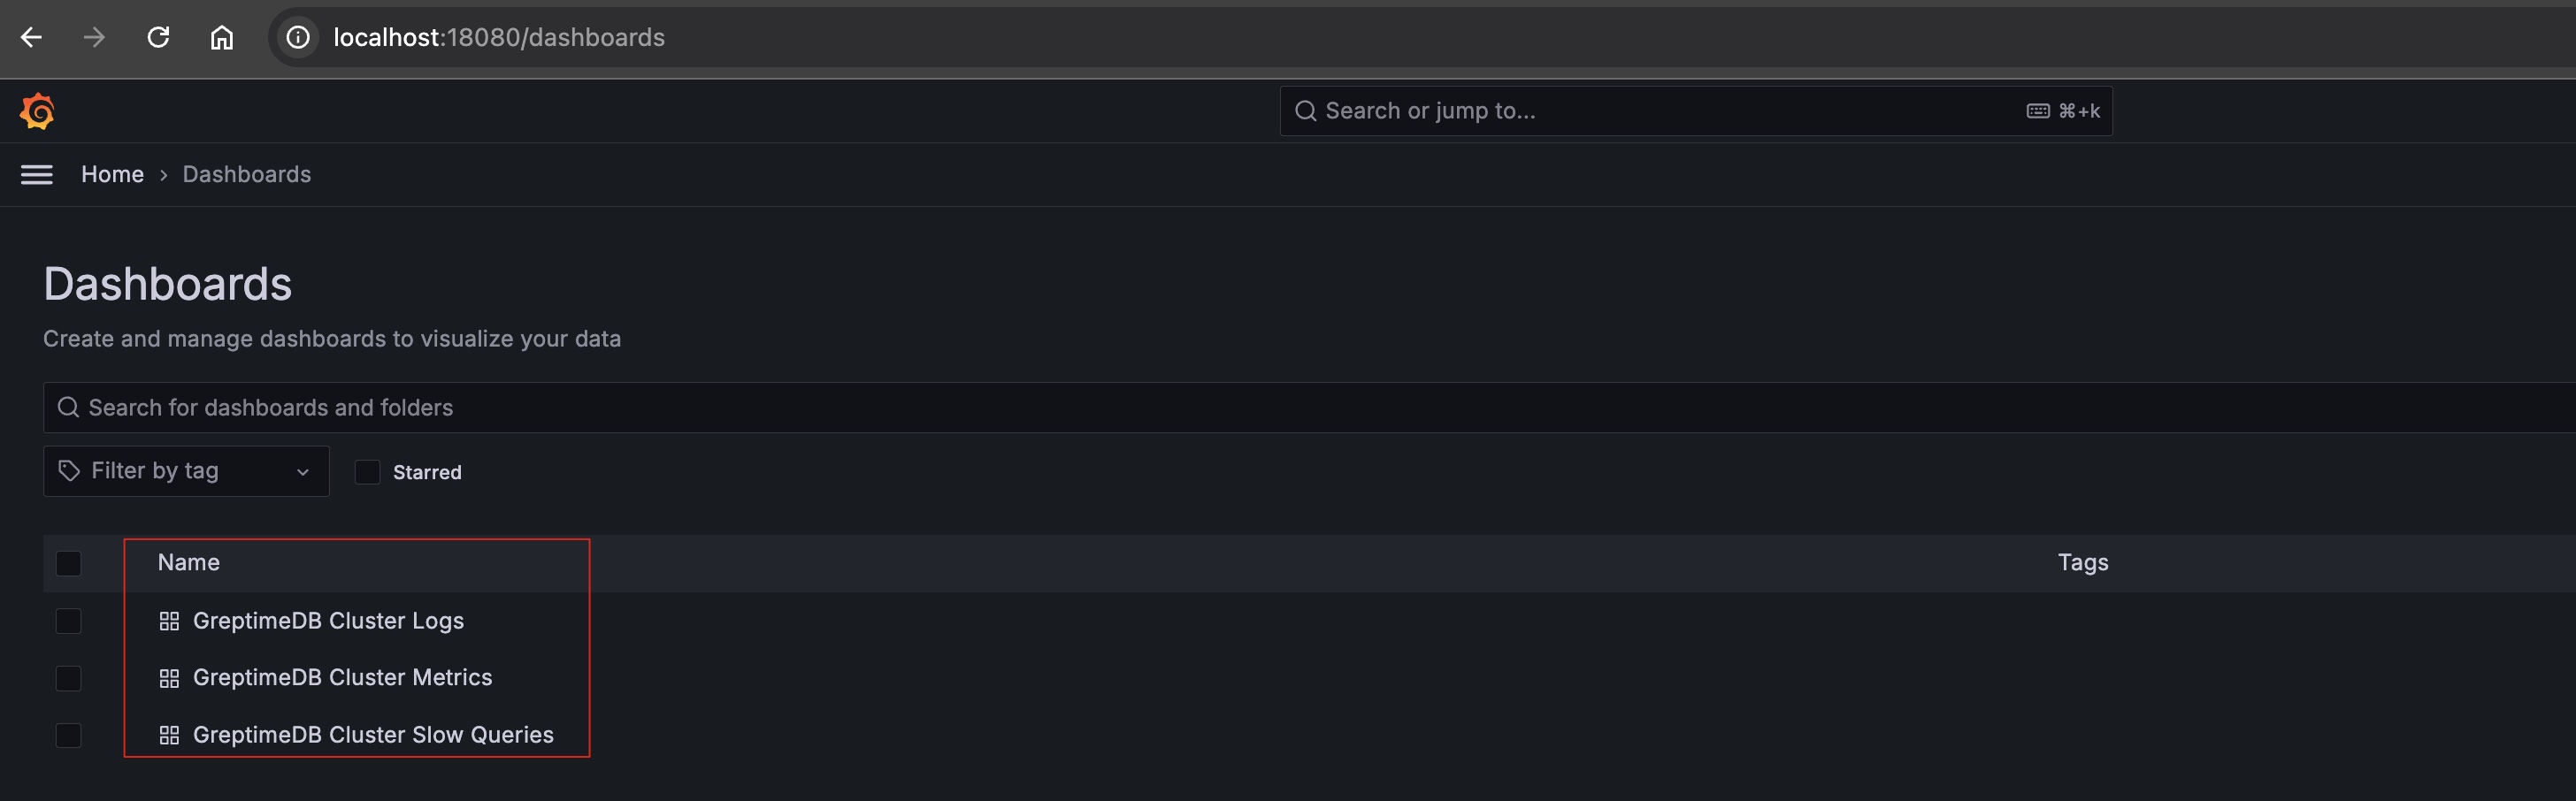 localhost:18080/dashboards
Search or jump to...
⌘+k
Home › Dashboards
Dashboards
Create and manage dashboards to visualize your data
Search for dashboards and folders
Filter by tag
Starred
Name
Tags
GreptimeDB Cluster Logs
GreptimeDB Cluster Metrics
GreptimeDB Cluster Slow Queries